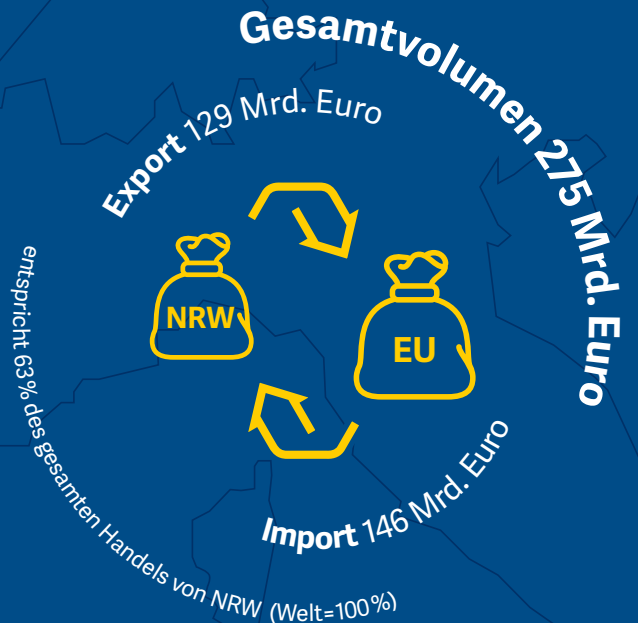 Gesamtvolumen 275 Mrd. Euro
Export 129 Mrd. Euro
NRW
EU
Import 146 Mrd. Euro
entspricht 63% des gesamten Handels von NRW (Welt=100%)